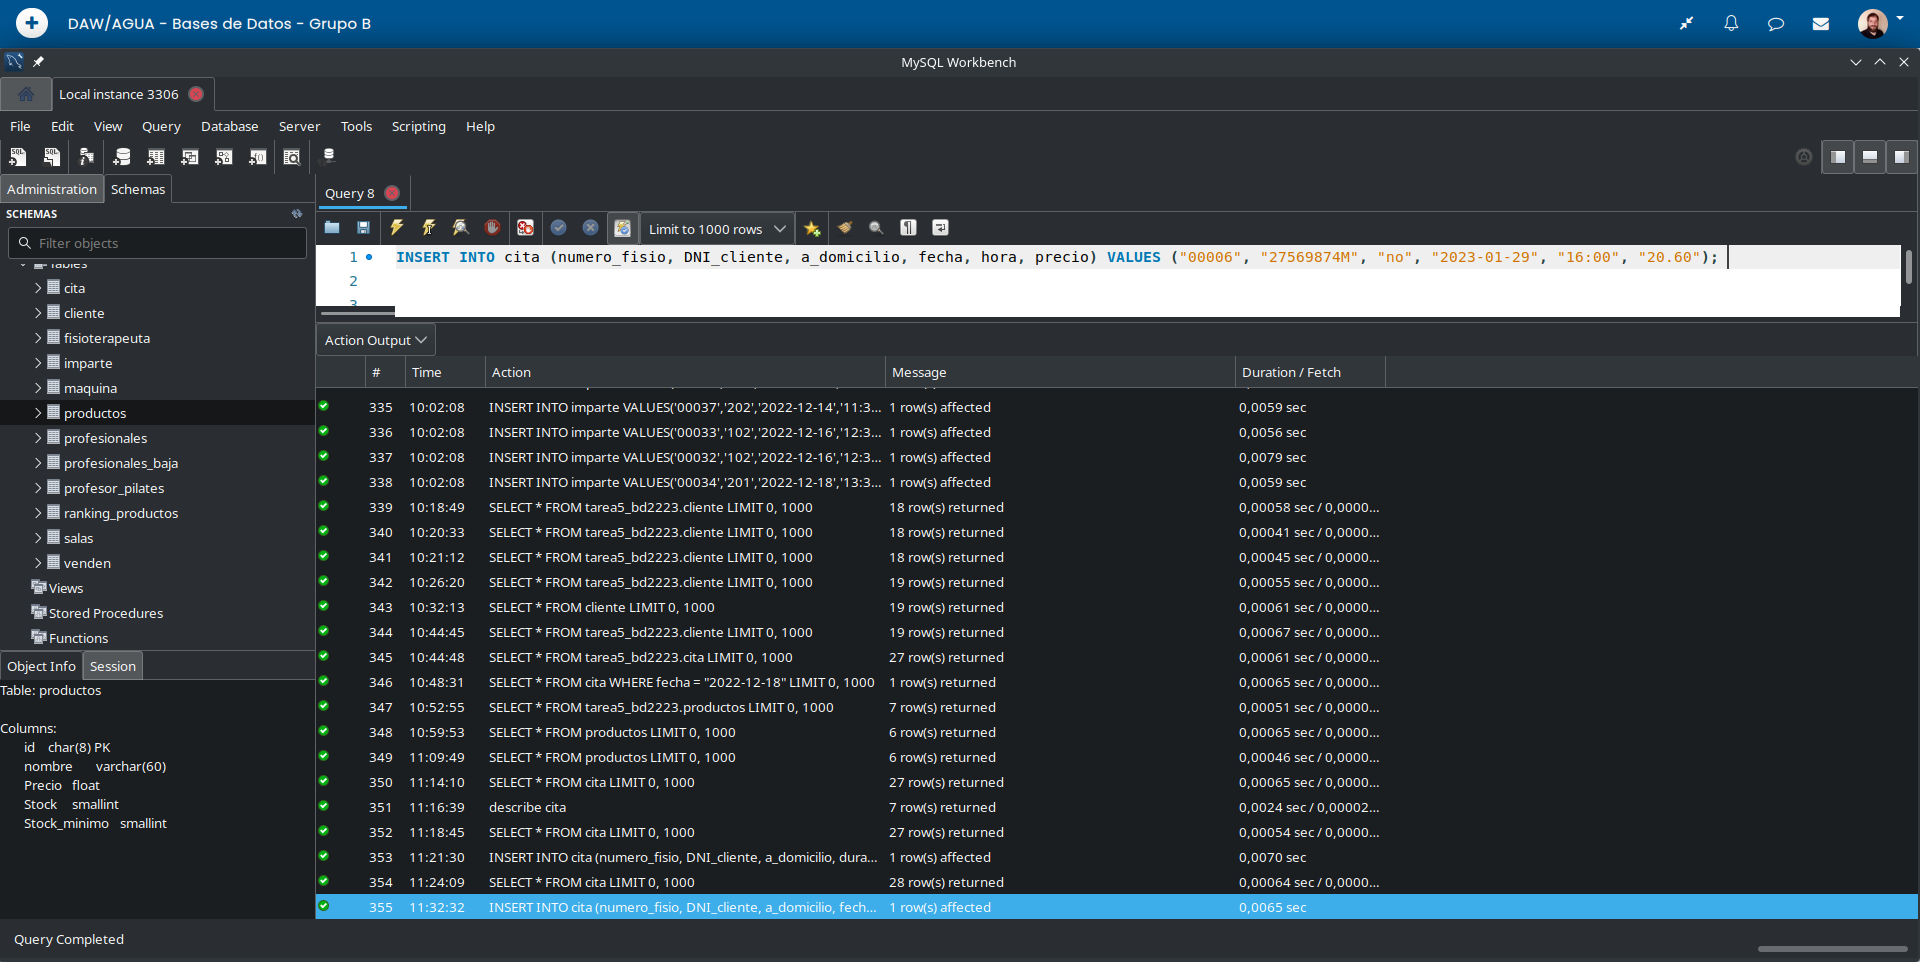 DAW/AGUA - Bases de Datos - Grupo B
MySQL Workbench
Local instance 3306
File Edit View Query Database Server Tools Scripting Help
Administration Schemas
SCHEMAS
Filter objects
Tables
cita
cliente
fisioterapeuta
imparte
maquina
productos
profesionales
profesionales_baja
profesor_pilates
ranking_productos
salas
venden
Views
Stored Procedures
Functions
Object Info Session
Table: productos
Columns:
id char(8) PK
nombre varchar(60)
Precio float
Stock smallint
Stock_minimo smallint
Query 8
Limit to 1000 rows
1 INSERT INTO cita (numero_fisio, DNI_cliente, a_domicilio, fecha, hora, precio) VALUES ("00006", "27569874M", "no", "2023-01-29", "16:00", "20.60");
2
3
Action Output
# Time Action Message Duration / Fetch
335 10:02:08 INSERT INTO imparte VALUES('00037','202','2022-12-14','11:3... 1 row(s) affected 0,0059 sec
336 10:02:08 INSERT INTO imparte VALUES('00033','102','2022-12-16','12:3... 1 row(s) affected 0,0056 sec
337 10:02:08 INSERT INTO imparte VALUES('00032','102','2022-12-16','12:3... 1 row(s) affected 0,0079 sec
338 10:02:08 INSERT INTO imparte VALUES('00034','201','2022-12-18','13:3... 1 row(s) affected 0,0059 sec
339 10:18:49 SELECT * FROM tarea5_bd2223.cliente LIMIT 0, 1000 18 row(s) returned 0,00058 sec / 0,0000...
340 10:20:33 SELECT * FROM tarea5_bd2223.cliente LIMIT 0, 1000 18 row(s) returned 0,00041 sec / 0,0000...
341 10:21:12 SELECT * FROM tarea5_bd2223.cliente LIMIT 0, 1000 18 row(s) returned 0,00045 sec / 0,0000...
342 10:26:20 SELECT * FROM tarea5_bd2223.cliente LIMIT 0, 1000 19 row(s) returned 0,00055 sec / 0,0000...
343 10:32:13 SELECT * FROM cliente LIMIT 0, 1000 19 row(s) returned 0,00061 sec / 0,0000...
344 10:44:45 SELECT * FROM tarea5_bd2223.cliente LIMIT 0, 1000 19 row(s) returned 0,00067 sec / 0,0000...
345 10:44:48 SELECT * FROM tarea5_bd2223.cita LIMIT 0, 1000 27 row(s) returned 0,00061 sec / 0,0000...
346 10:48:31 SELECT * FROM cita WHERE fecha = "2022-12-18" LIMIT 0, 1000 1 row(s) returned 0,00065 sec / 0,0000...
347 10:52:55 SELECT * FROM tarea5_bd2223.productos LIMIT 0, 1000 7 row(s) returned 0,00051 sec / 0,0000...
348 10:59:53 SELECT * FROM productos LIMIT 0, 1000 6 row(s) returned 0,00065 sec / 0,0000...
349 11:09:49 SELECT * FROM productos LIMIT 0, 1000 6 row(s) returned 0,00046 sec / 0,0000...
350 11:14:10 SELECT * FROM cita LIMIT 0, 1000 27 row(s) returned 0,00065 sec / 0,0000...
351 11:16:39 describe cita 7 row(s) returned 0,0024 sec / 0,00002...
352 11:18:45 SELECT * FROM cita LIMIT 0, 1000 27 row(s) returned 0,00054 sec / 0,0000...
353 11:21:30 INSERT INTO cita (numero_fisio, DNI_cliente, a_domicilio, dura... 1 row(s) affected 0,0070 sec
354 11:24:09 SELECT * FROM cita LIMIT 0, 1000 28 row(s) returned 0,00064 sec / 0,0000...
355 11:32:32 INSERT INTO cita (numero_fisio, DNI_cliente, a_domicilio, fech... 1 row(s) affected 0,0065 sec
Query Completed